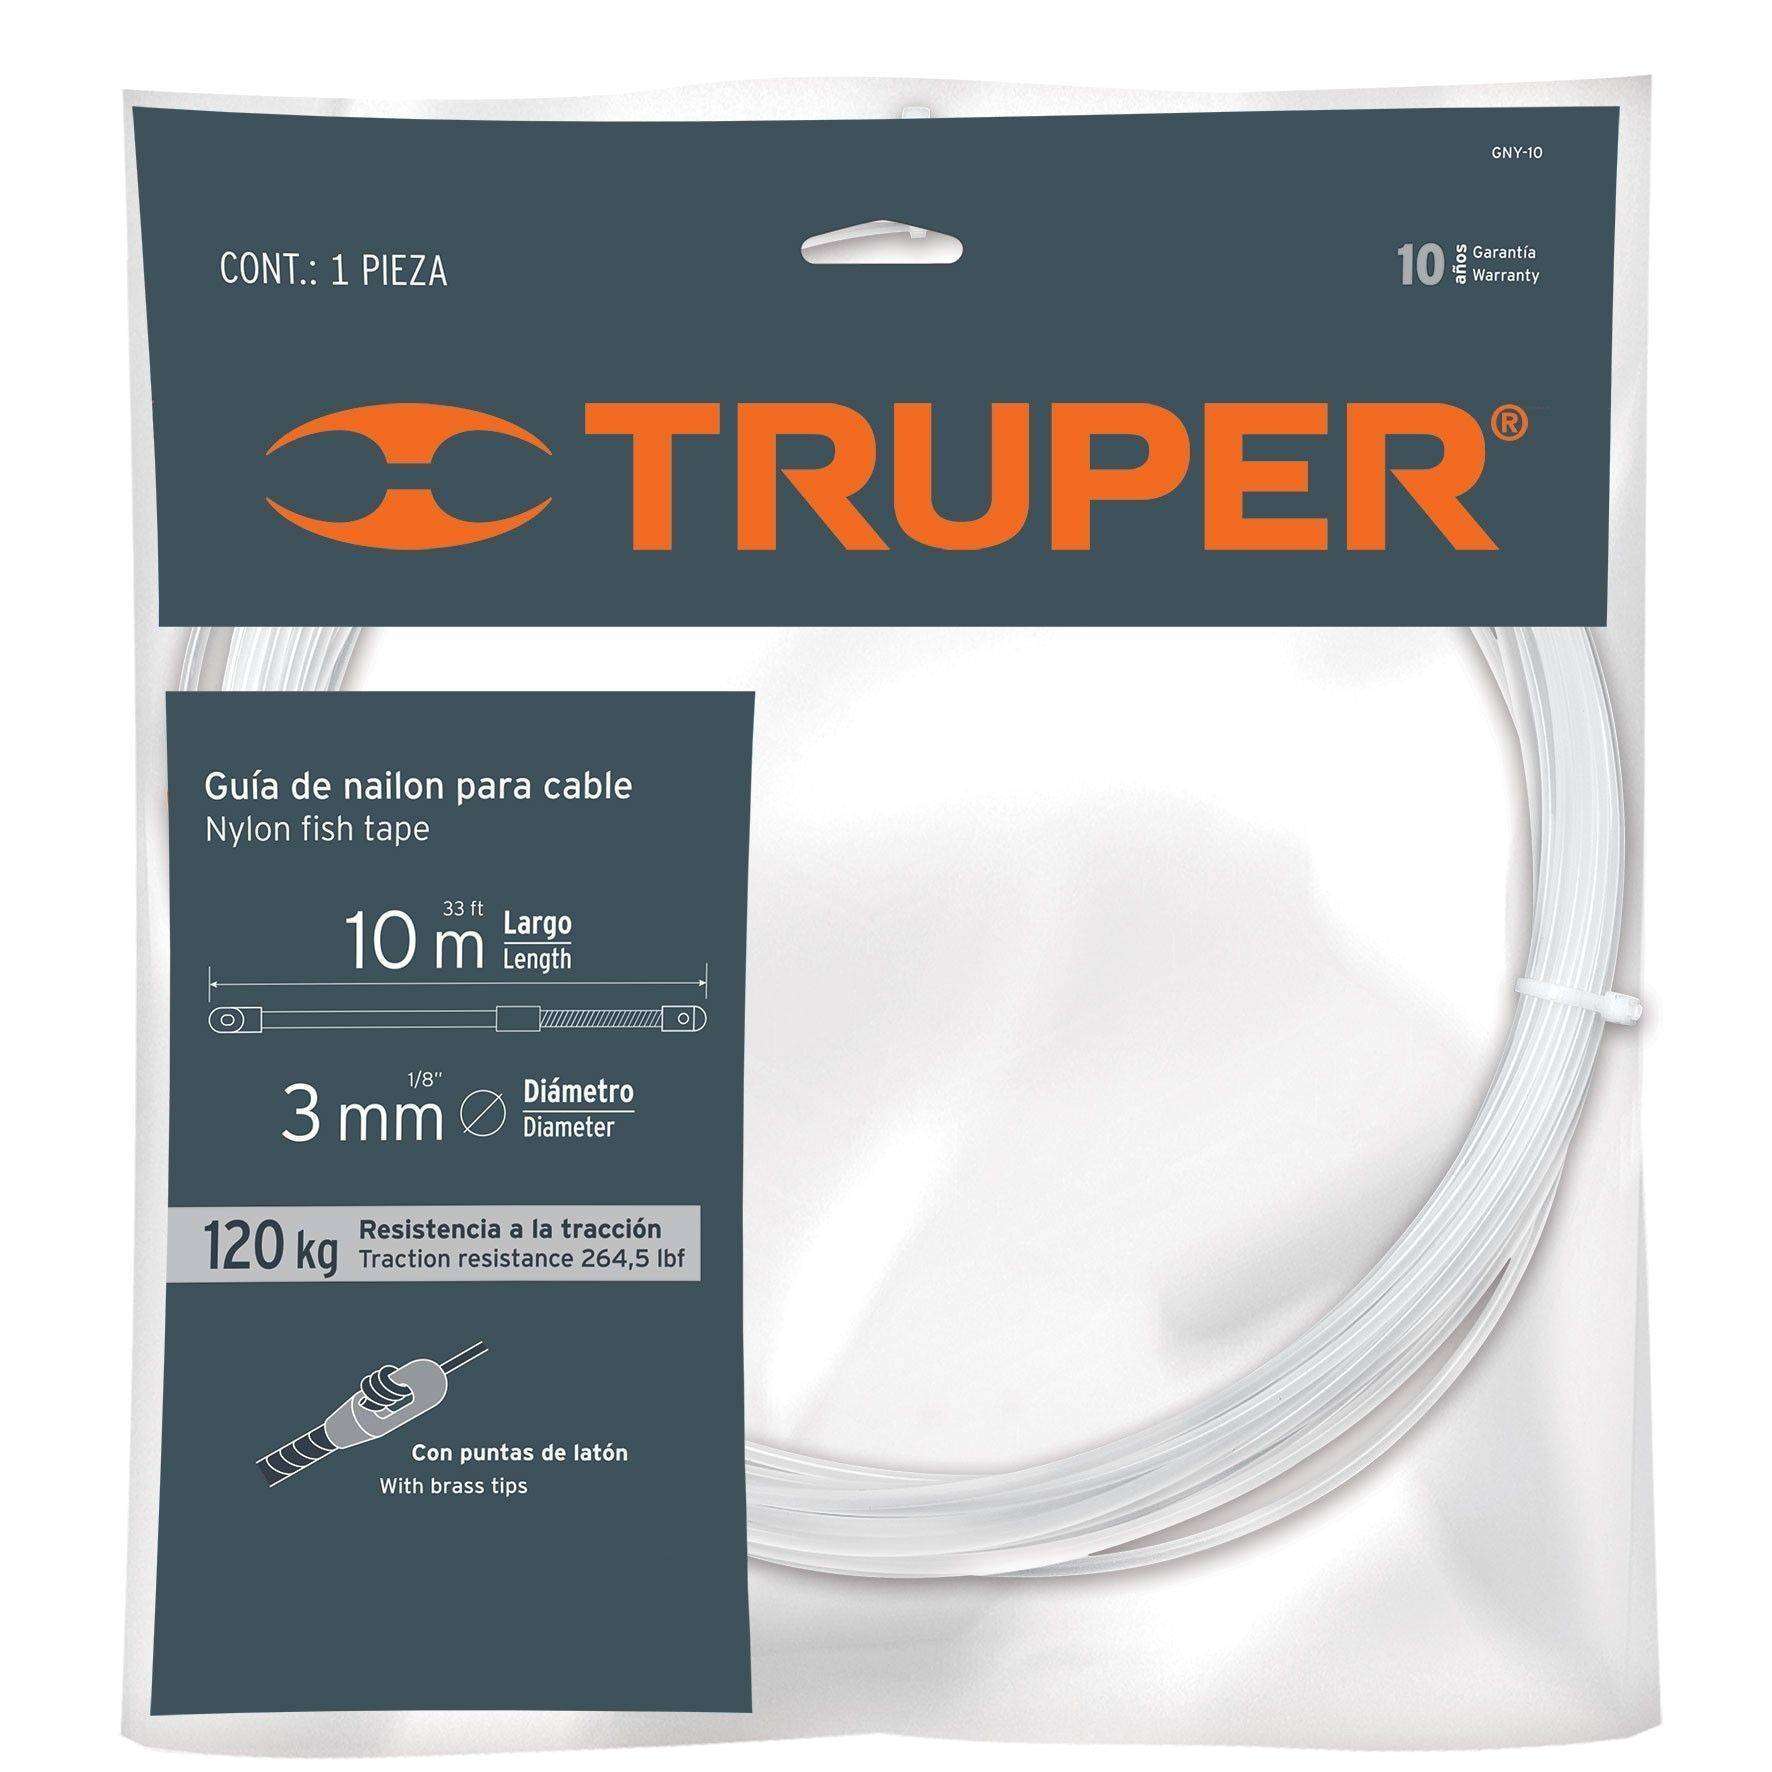 GNY-10
CONT.: 1 PIEZA
10 años Garantía
Warranty
TRUPER®
Guía de nailon para cable
Nylon fish tape
33 ft
10 m Largo
Length
1/8"
3 mm Diámetro
Diameter
120 kg Resistencia a la tracción
Traction resistance 264,5 lbf
Con puntas de latón
With brass tips